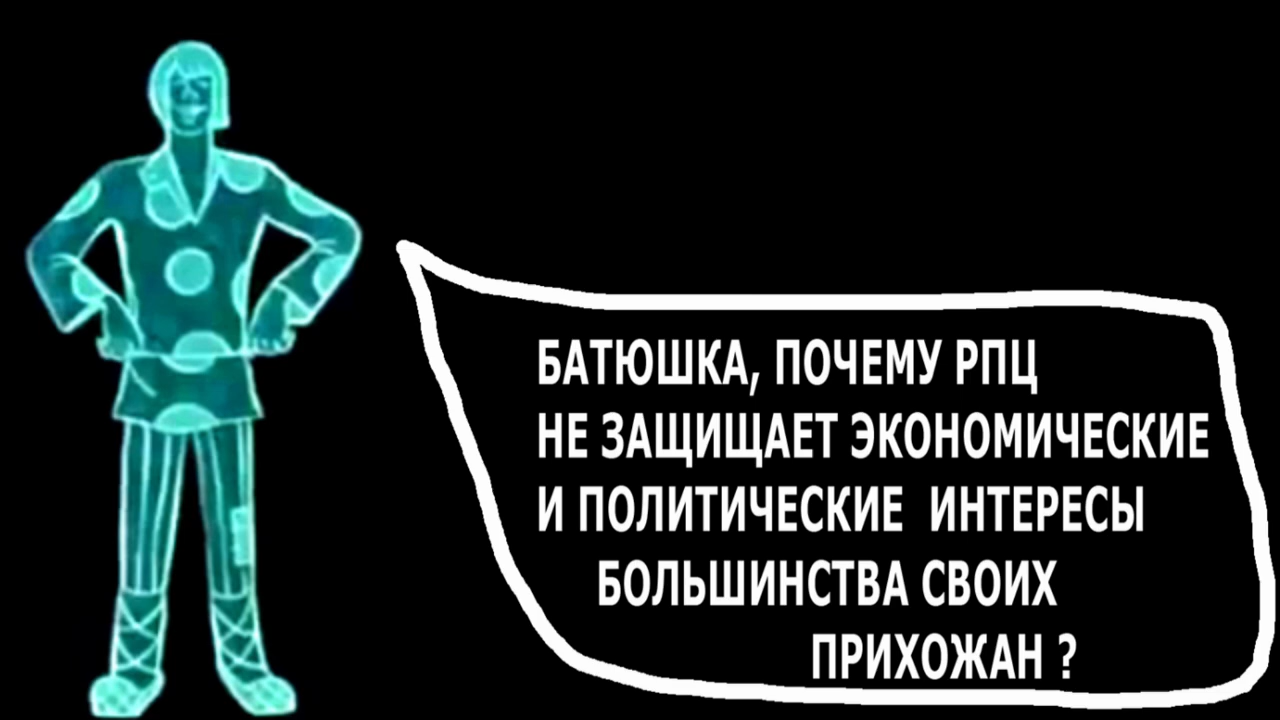 БАТЮШКА, ПОЧЕМУ РПЦ
НЕ ЗАЩИЩАЕТ ЭКОНОМИЧЕСКИЕ
И ПОЛИТИЧЕСКИЕ ИНТЕРЕСЫ
БОЛЬШИНСТВА СВОИХ
ПРИХОЖАН ?